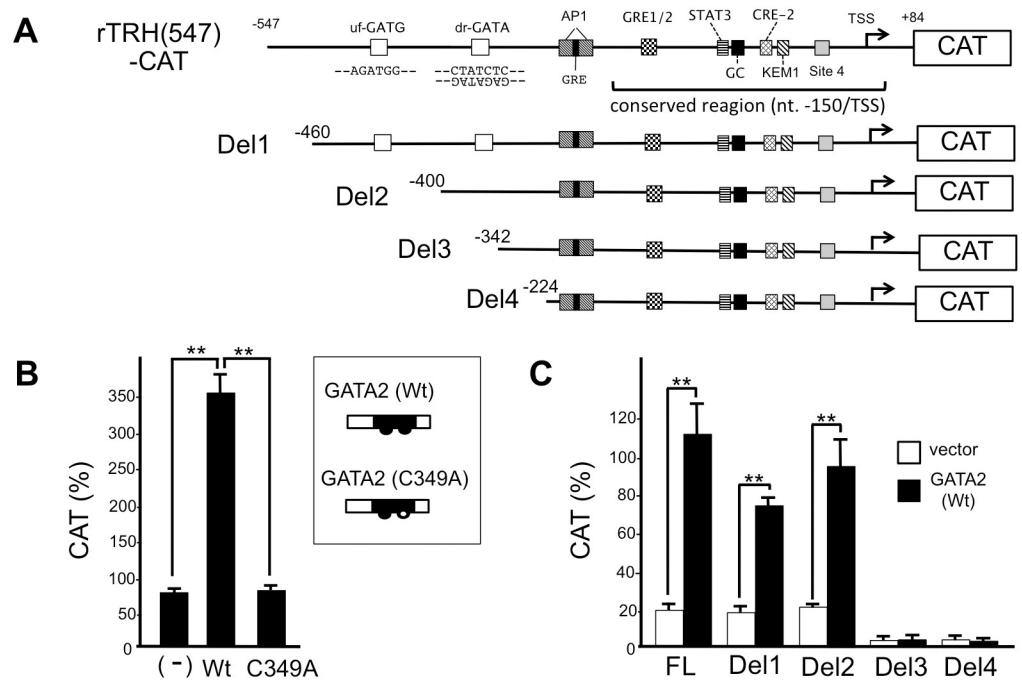 A
rTRH(547)
-CAT
-547
uf-GATG
dr-GATA
AP1
GRE1/2
STAT3
CRE-2
TSS
+84
CAT
--AGATGG--
--CTATCTC--
--GAGATAG--
GRE
GC
KEM1
Site 4
conserved reagion (nt. -150/TSS)
Del1
-460
CAT
Del2
-400
CAT
Del3
-342
CAT
Del4
-224
CAT
B
CAT (%)
350
300
250
200
150
100
50
0
**
**
(-)
Wt
C349A
GATA2 (Wt)
GATA2 (C349A)
C
CAT (%)
120
100
80
60
40
20
0
**
**
**
FL
Del1
Del2
Del3
Del4
vector
GATA2
(Wt)